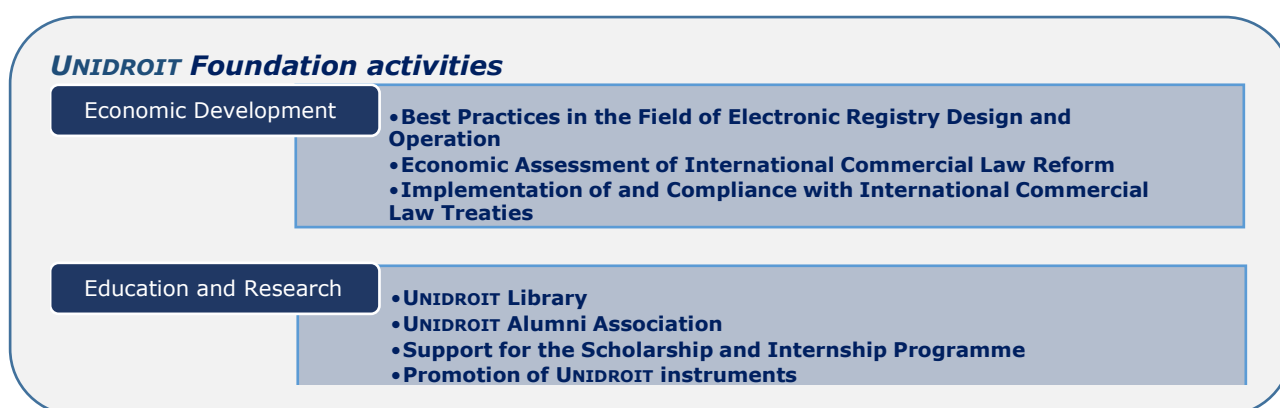 UNIDROIT Foundation activities
Economic Development
•Best Practices in the Field of Electronic Registry Design and
Operation
•Economic Assessment of International Commercial Law Reform
•Implementation of and Compliance with International Commercial
Law Treaties
Education and Research
•UNIDROIT Library
•UNIDROIT Alumni Association
•Support for the Scholarship and Internship Programme
•Promotion of UNIDROIT instruments